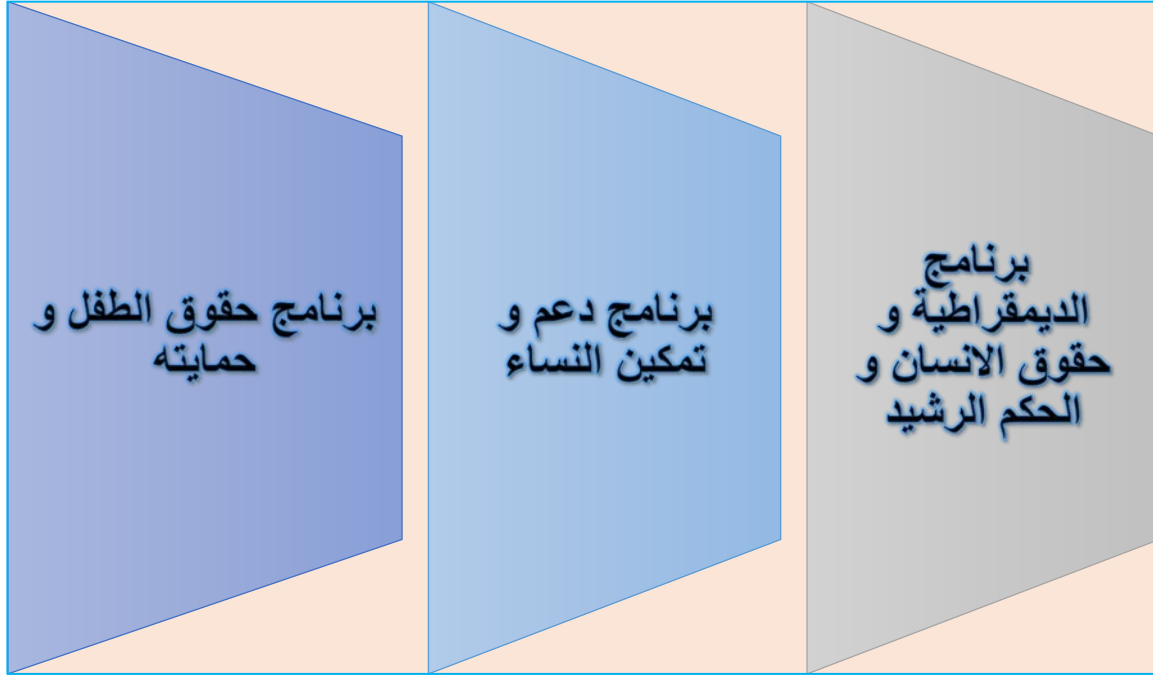 برنامج
الديمقراطية و
حقوق الانسان و
الحكم الرشيد
برنامج دعم و
تمكين النساء
برنامج حقوق الطفل و
حمايته